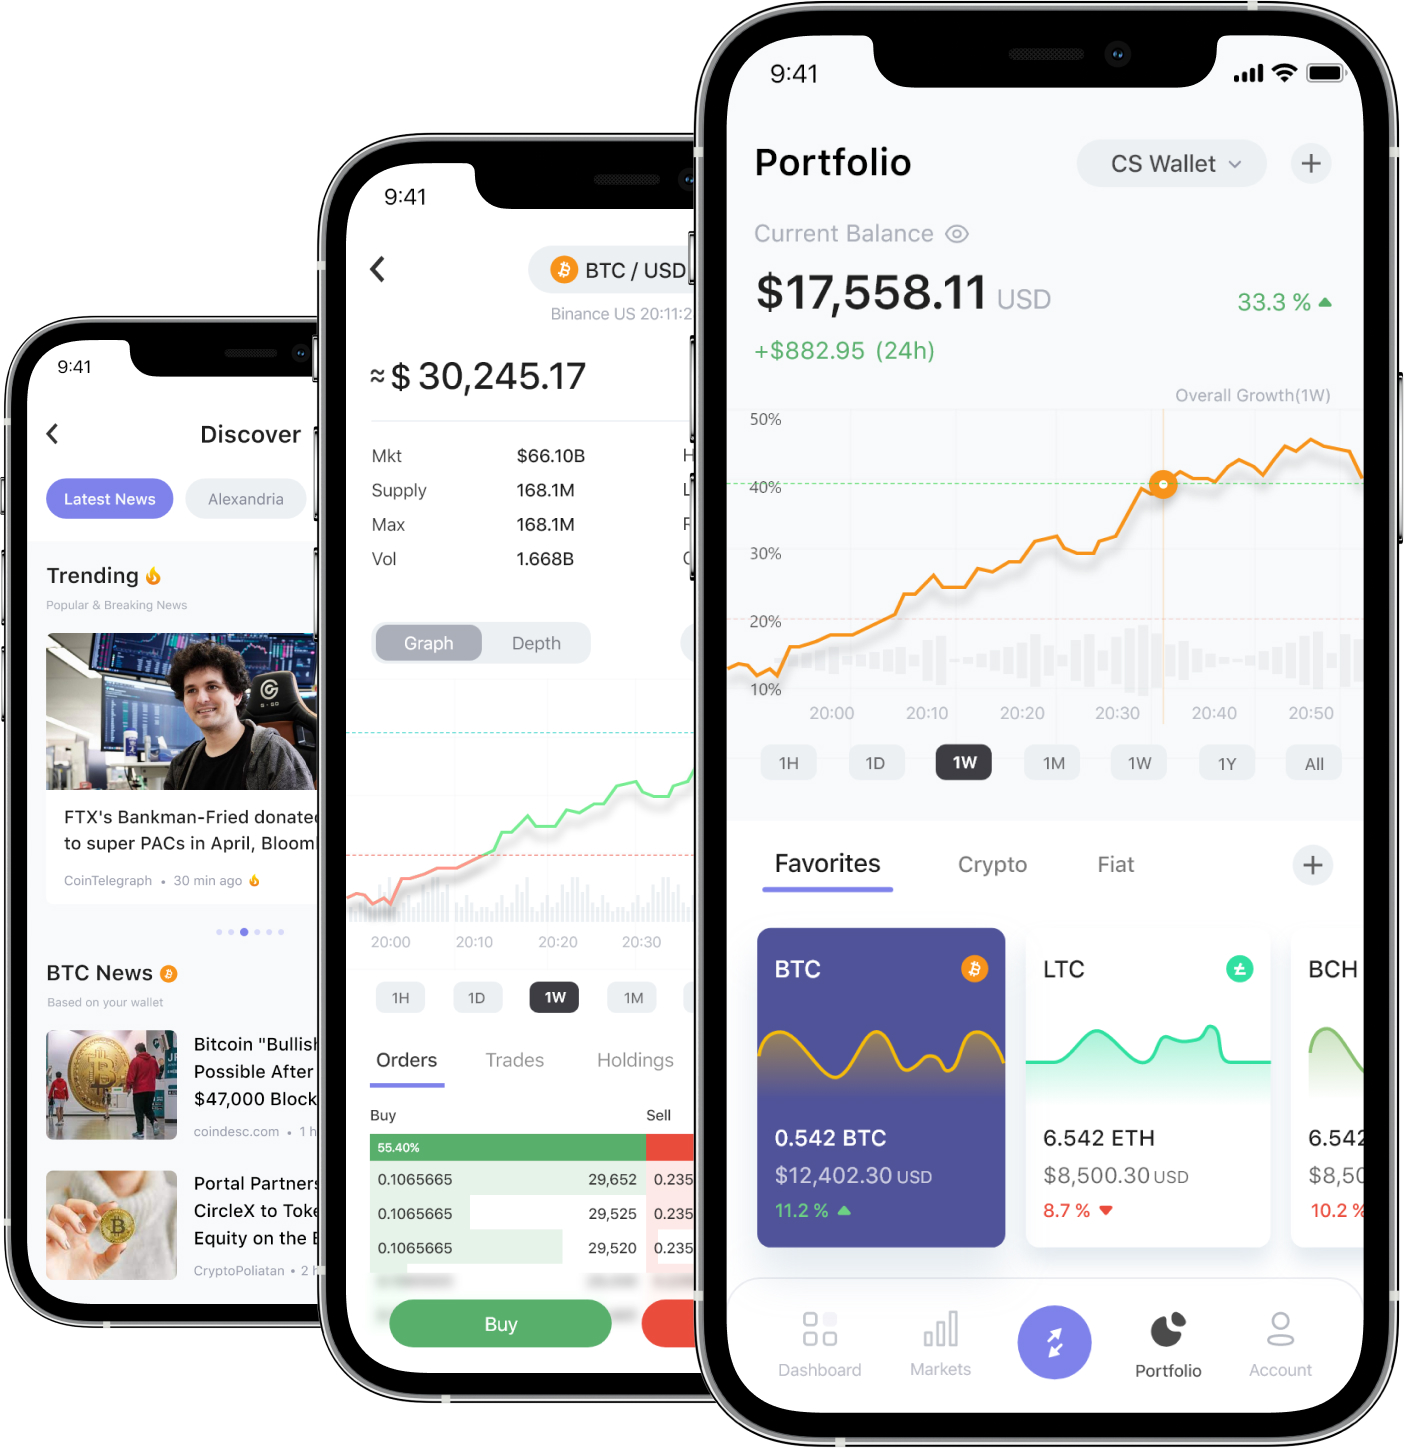 9:41
Discover
Latest News
Alexandria
Trending
Popular & Breaking News
FTX's Bankman-Fried donated
to super PACs in April,
CoinTelegraph • 30 min ago
BTC News
Based on your wallet
Bitcoin "Bullish
Possible After
$47,000 Block
coindesc.com • 1 h
Portal Partners
CircleX to Toke
Equity on the
CryptoPoliatan • 2 h
9:41
BTC / USD
Binance US 20:11:2
≈ $ 30,245.17
Mkt $66.10B
Supply 168.1M
Max 168.1M
Vol 1.668B
Graph Depth
20:00 20:10 20:20 20:30
1H 1D 1W 1M
Orders Trades Holdings
Buy Sell
55.40%
0.1065665 29,652 0.235
0.1065665 29,525 0.235
0.1065665 29,520 0.235
Buy
9:41
Portfolio
CS Wallet
Current Balance
$17,558.11 USD
33.3 %
+$882.95 (24h)
Overall Growth(1W)
50%
40%
30%
20%
10%
20:00 20:10 20:20 20:30 20:40 20:50
1H 1D 1W 1M 1W 1Y All
Favorites Crypto Fiat
BTC
0.542 BTC
$12,402.30 USD
11.2 %
LTC
6.542 ETH
$8,500.30 USD
8.7 %
BCH
6.542
$8,50
10.2 %
Dashboard
Markets
Portfolio
Account